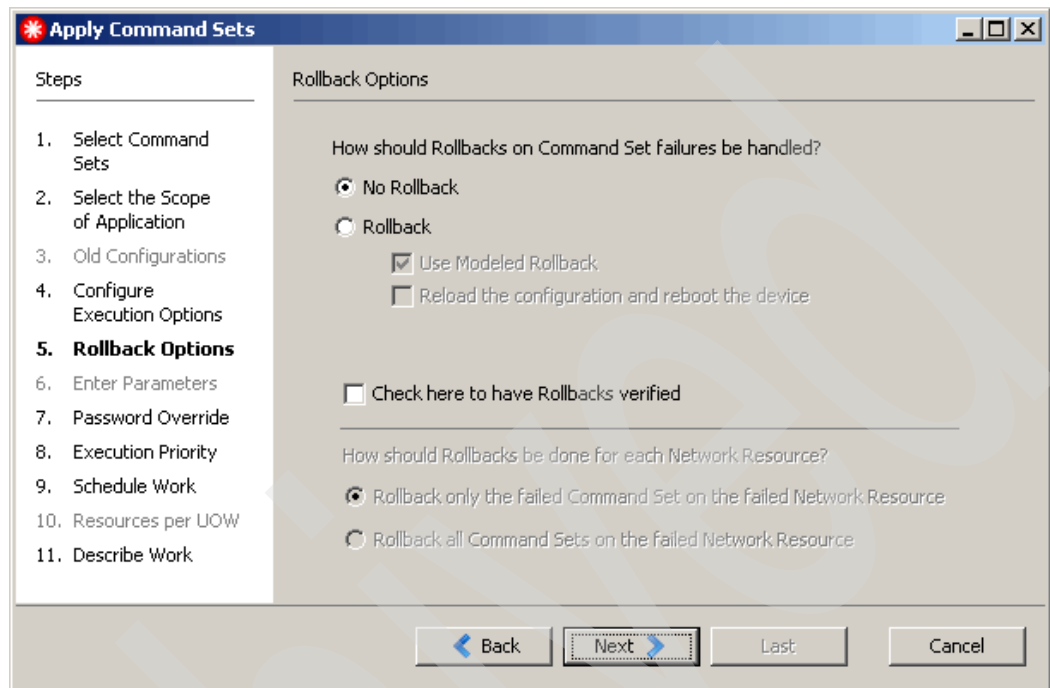 Apply Command Sets
Steps
1. Select Command
Sets
2. Select the Scope
of Application
3. Old Configurations
4. Configure
Execution Options
5. Rollback Options
6. Enter Parameters
7. Password Override
8. Execution Priority
9. Schedule Work
10. Resources per UOW
11. Describe Work
Rollback Options
How should Rollbacks on Command Set failures be handled?
No Rollback
Rollback
Use Modeled Rollback
Reload the configuration and reboot the device
Check here to have Rollbacks verified
How should Rollbacks be done for each Network Resource?
Rollback only the failed Command Set on the failed Network Resource
Rollback all Command Sets on the failed Network Resource
Back
Next
Last
Cancel